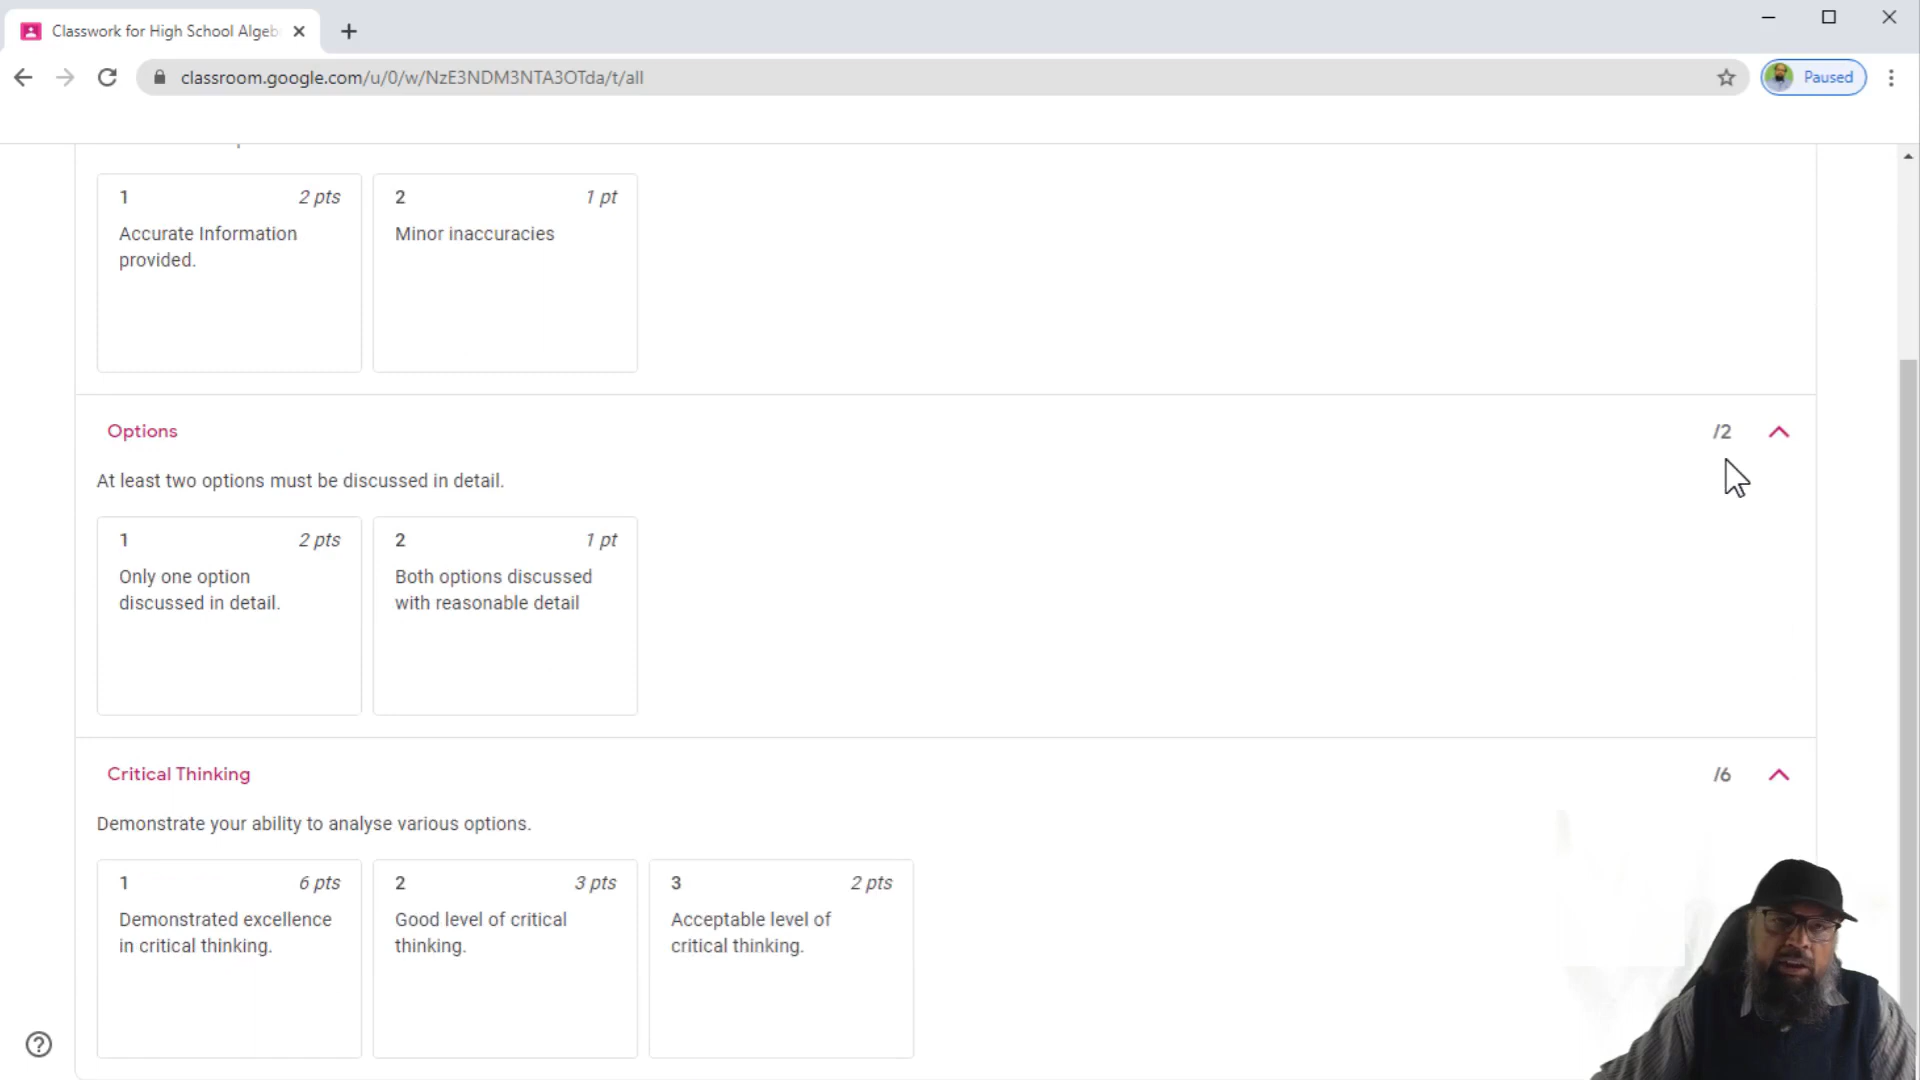 Classwork for High School Algeb
classroom.google.com/u/0/w/NzE3NDM3NTA3OTda/t/all
Paused
1 2 pts
Accurate Information
provided.
2 1 pt
Minor inaccuracies
Options /2
At least two options must be discussed in detail.
1 2 pts
Only one option
discussed in detail.
2 1 pt
Both options discussed
with reasonable detail
Critical Thinking /6
Demonstrate your ability to analyse various options.
1 6 pts
Demonstrated excellence
in critical thinking.
2 3 pts
Good level of critical
thinking.
3 2 pts
Acceptable level of
critical thinking.